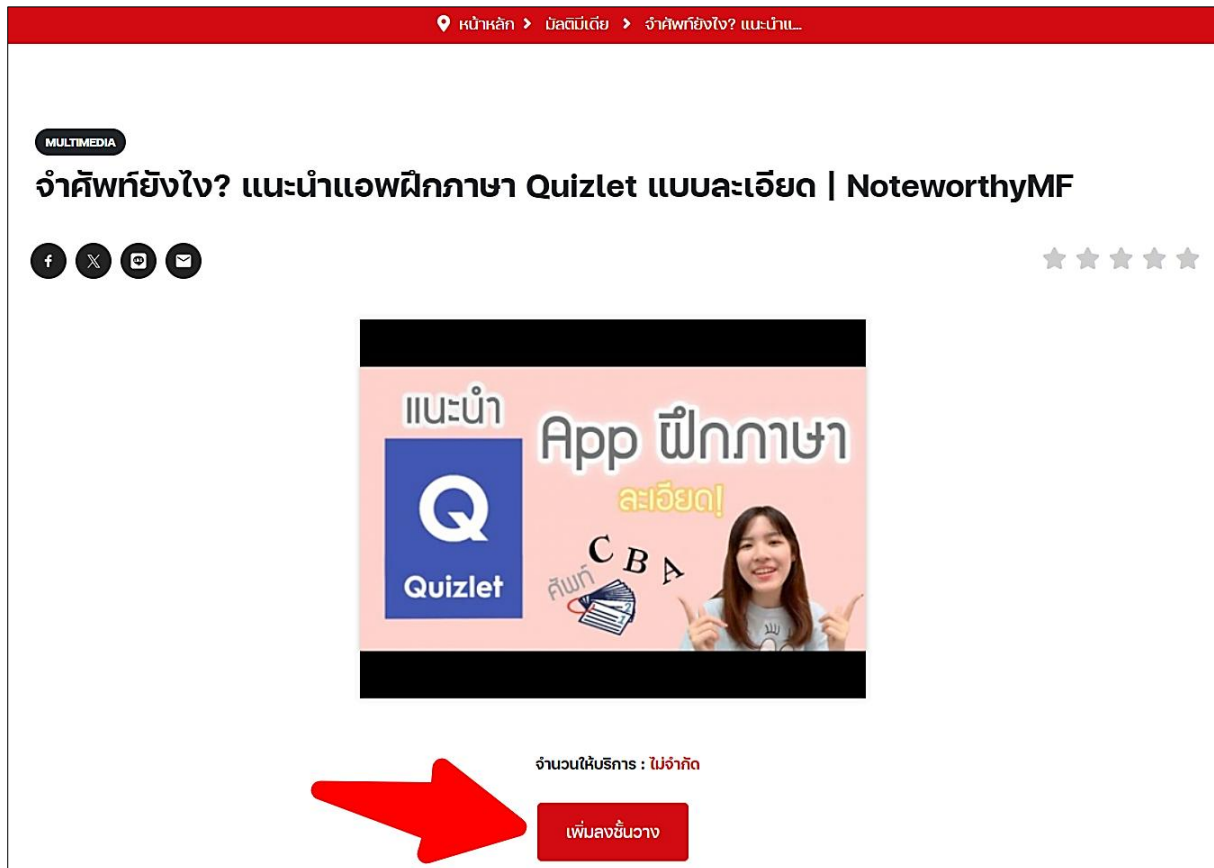 หน้าหลัก > มัลติมีเดีย > จำศัพท์ยังไง? แนะนำแ...
MULTIMEDIA
จำศัพท์ยังไง? แนะนำแอพฝึกภาษา Quizlet แบบละเอียด | NoteworthyMF
แนะนำ
App ฝึกภาษา
ละเอียด!
Q
Quizlet
C B A
ศัพท์
จำนวนให้บริการ : ไม่จำกัด
เพิ่มลงชั้นวาง